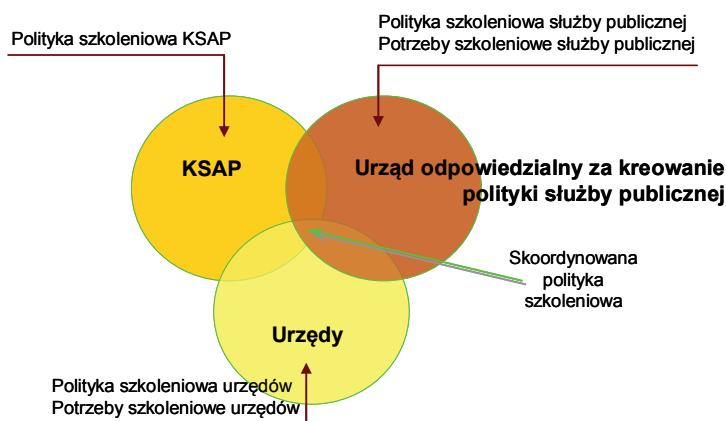 Polityka szkoleniowa służby publicznej
Potrzeby szkoleniowe służby publicznej
Polityka szkoleniowa KSAP
KSAP
Urząd odpowiedzialny za kreowanie
polityki służby publicznej
Skoordynowana
polityka
szkoleniowa
Urzędy
Polityka szkoleniowa urzędów
Potrzeby szkoleniowe urzędów